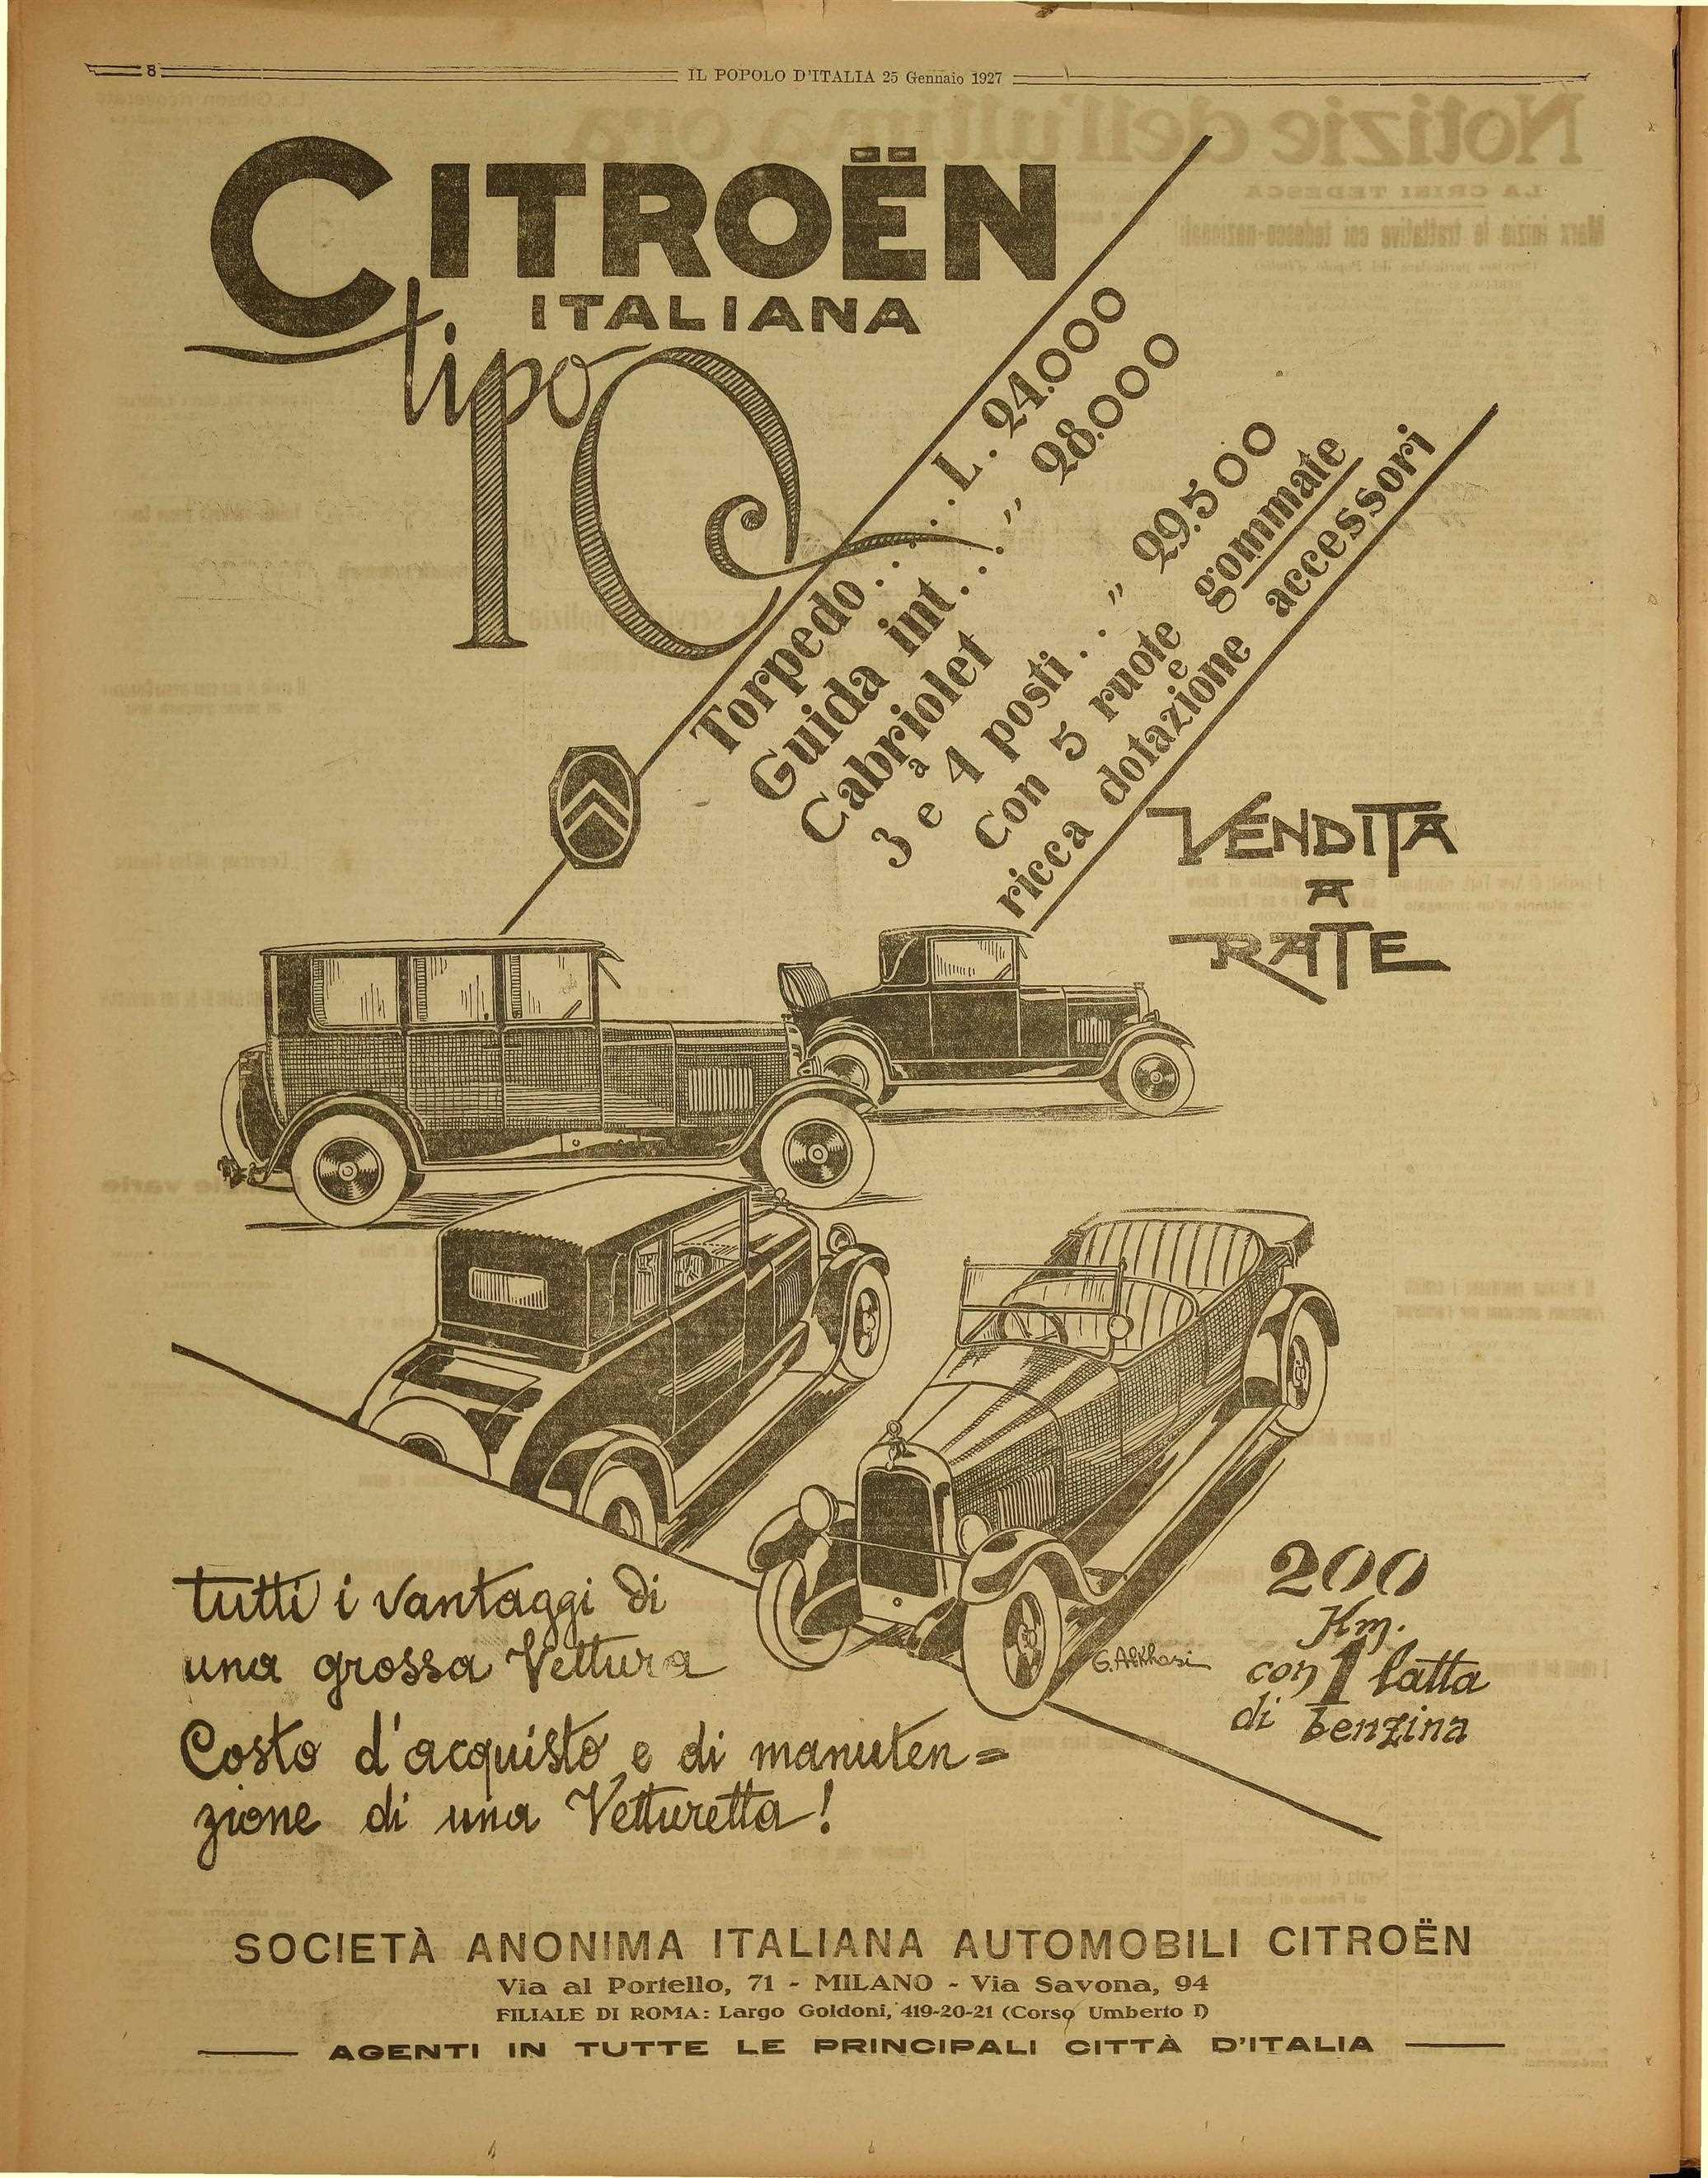 8
IL POPOLO D'ITALIA 25 Gennaio 1927
CITROËN
ITALIANA
tipo
10
Torpedo . . . . L. 24.000
Guida int. . . . „ 28.000
Cabriolet
a
3 e 4 posti . . . „ 29.500
con 5 ruote gommate
e
ricca dotazione accessori
VENDITA
A
RATE
tutti i vantaggi di
una grossa Vettura
Costo d'acquisto e di manuten=
zione di una Vetturetta!
200
Km.
con 1 latta
di benzina
SOCIETÀ ANONIMA ITALIANA AUTOMOBILI CITROËN
Via al Portello, 71 - MILANO - Via Savona, 94
FILIALE DI ROMA: Largo Goldoni, 419-20-21 (Corso Umberto I)
AGENTI IN TUTTE LE PRINCIPALI CITTÀ D'ITALIA